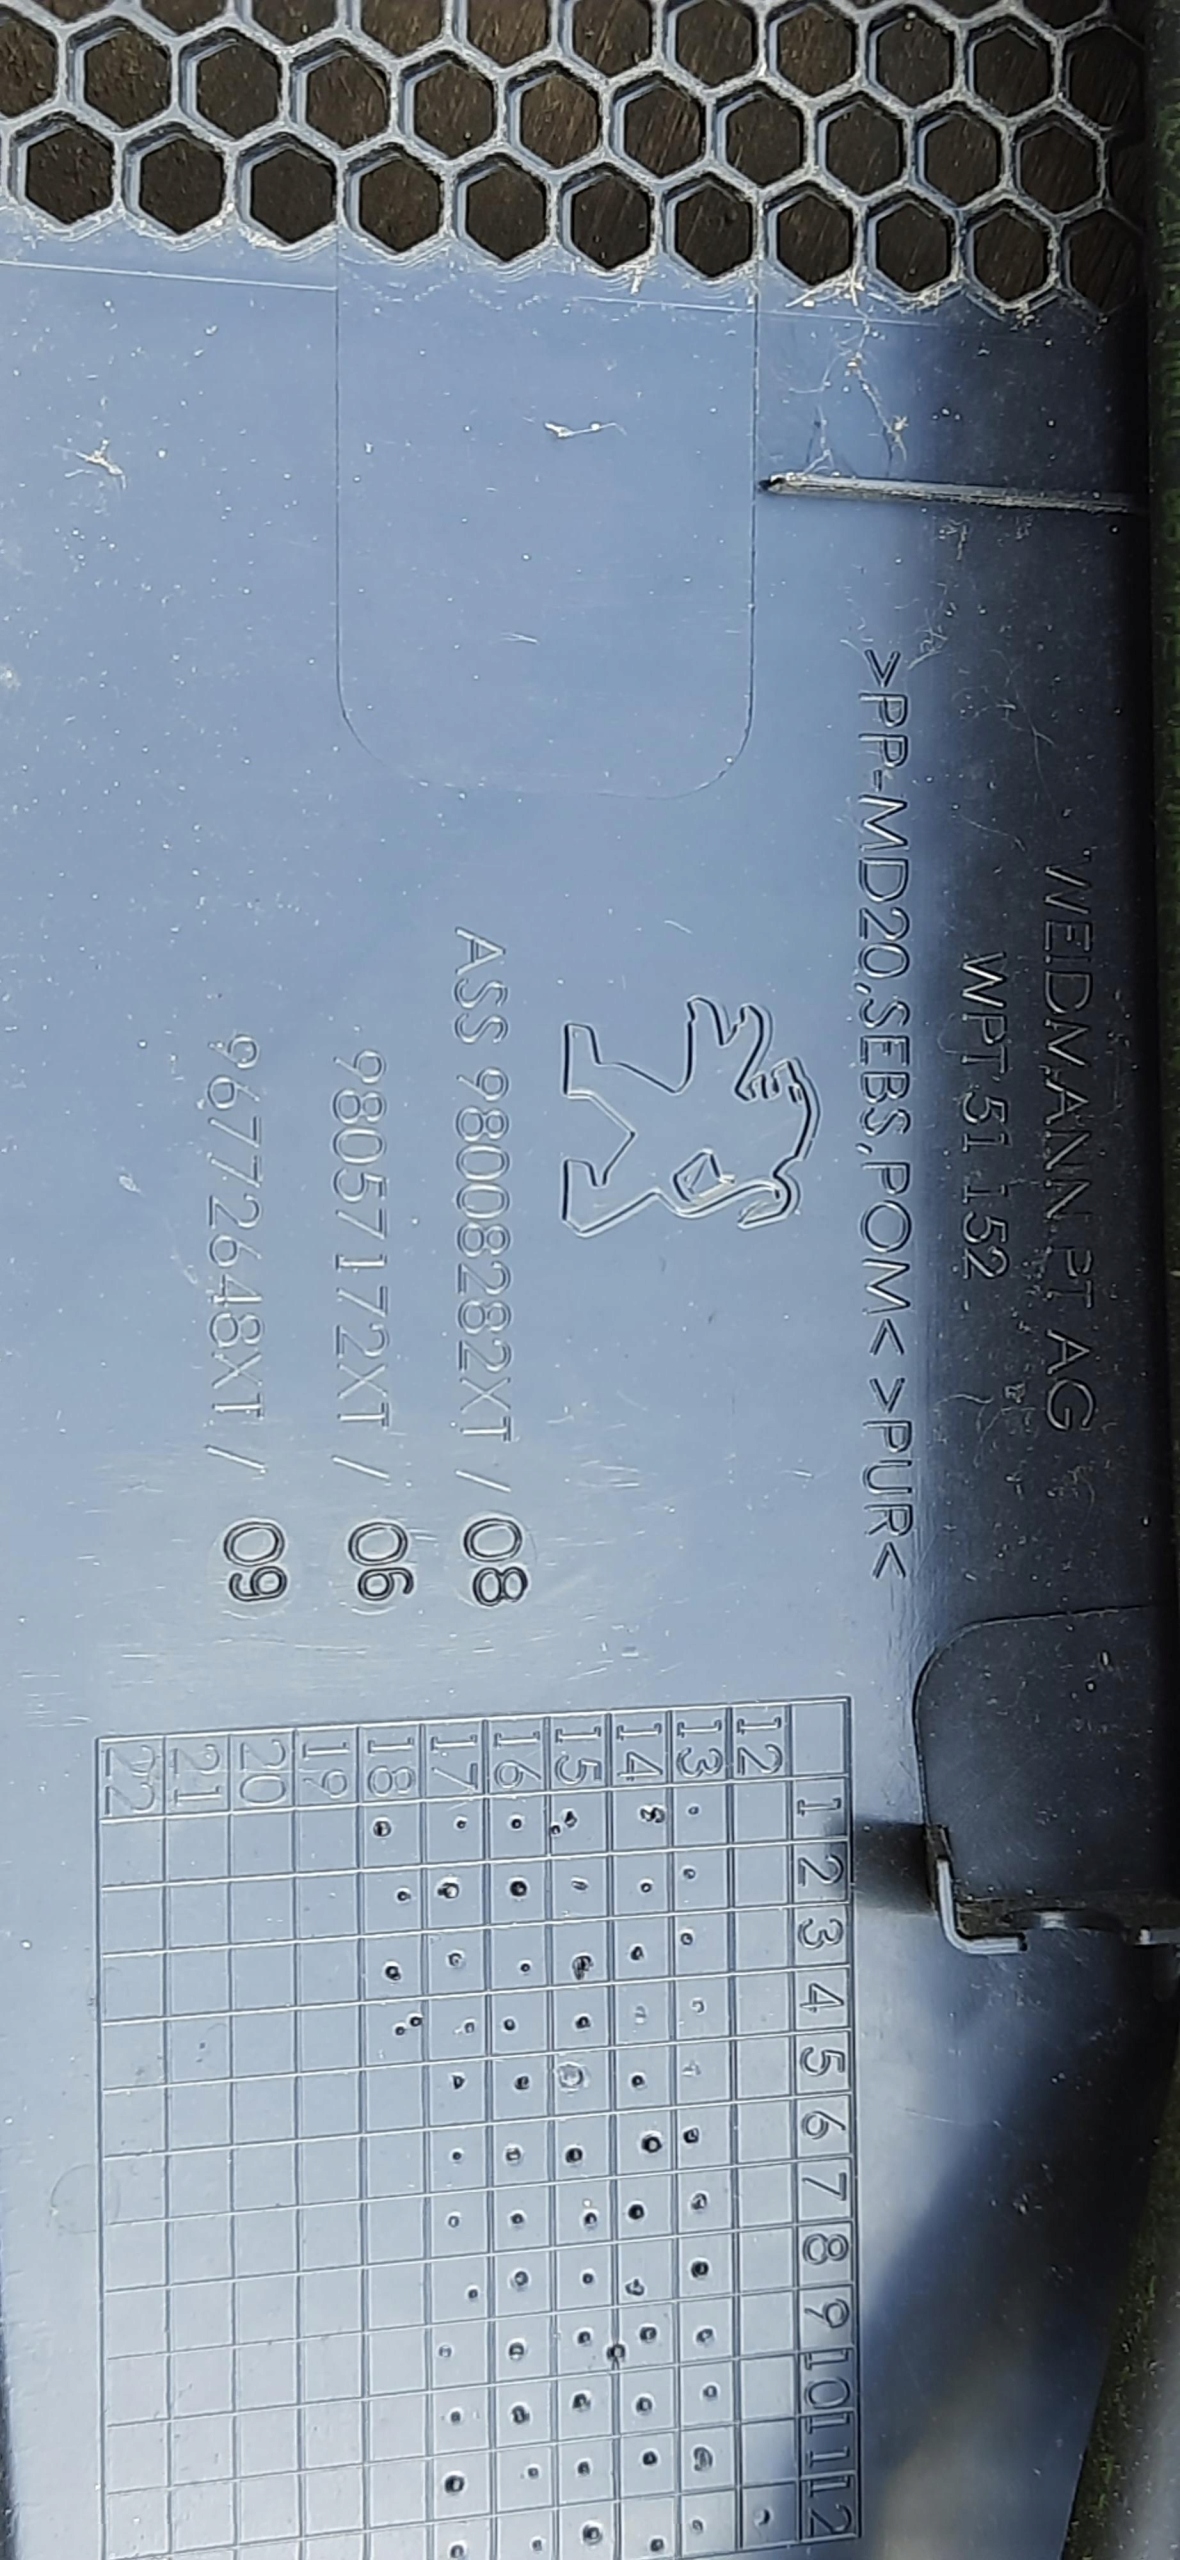 WEIDMANN PT AG
WPT 51 152
>PP-MD20,SEBS,POM< >PUR<
ASS 98008282XT / 08
98057172XT / 06
96772648XT / 09
1 2 3 4 5 6 7 8 9 10 11 12
12
13
14
15
16
17
18
19
20
21
22